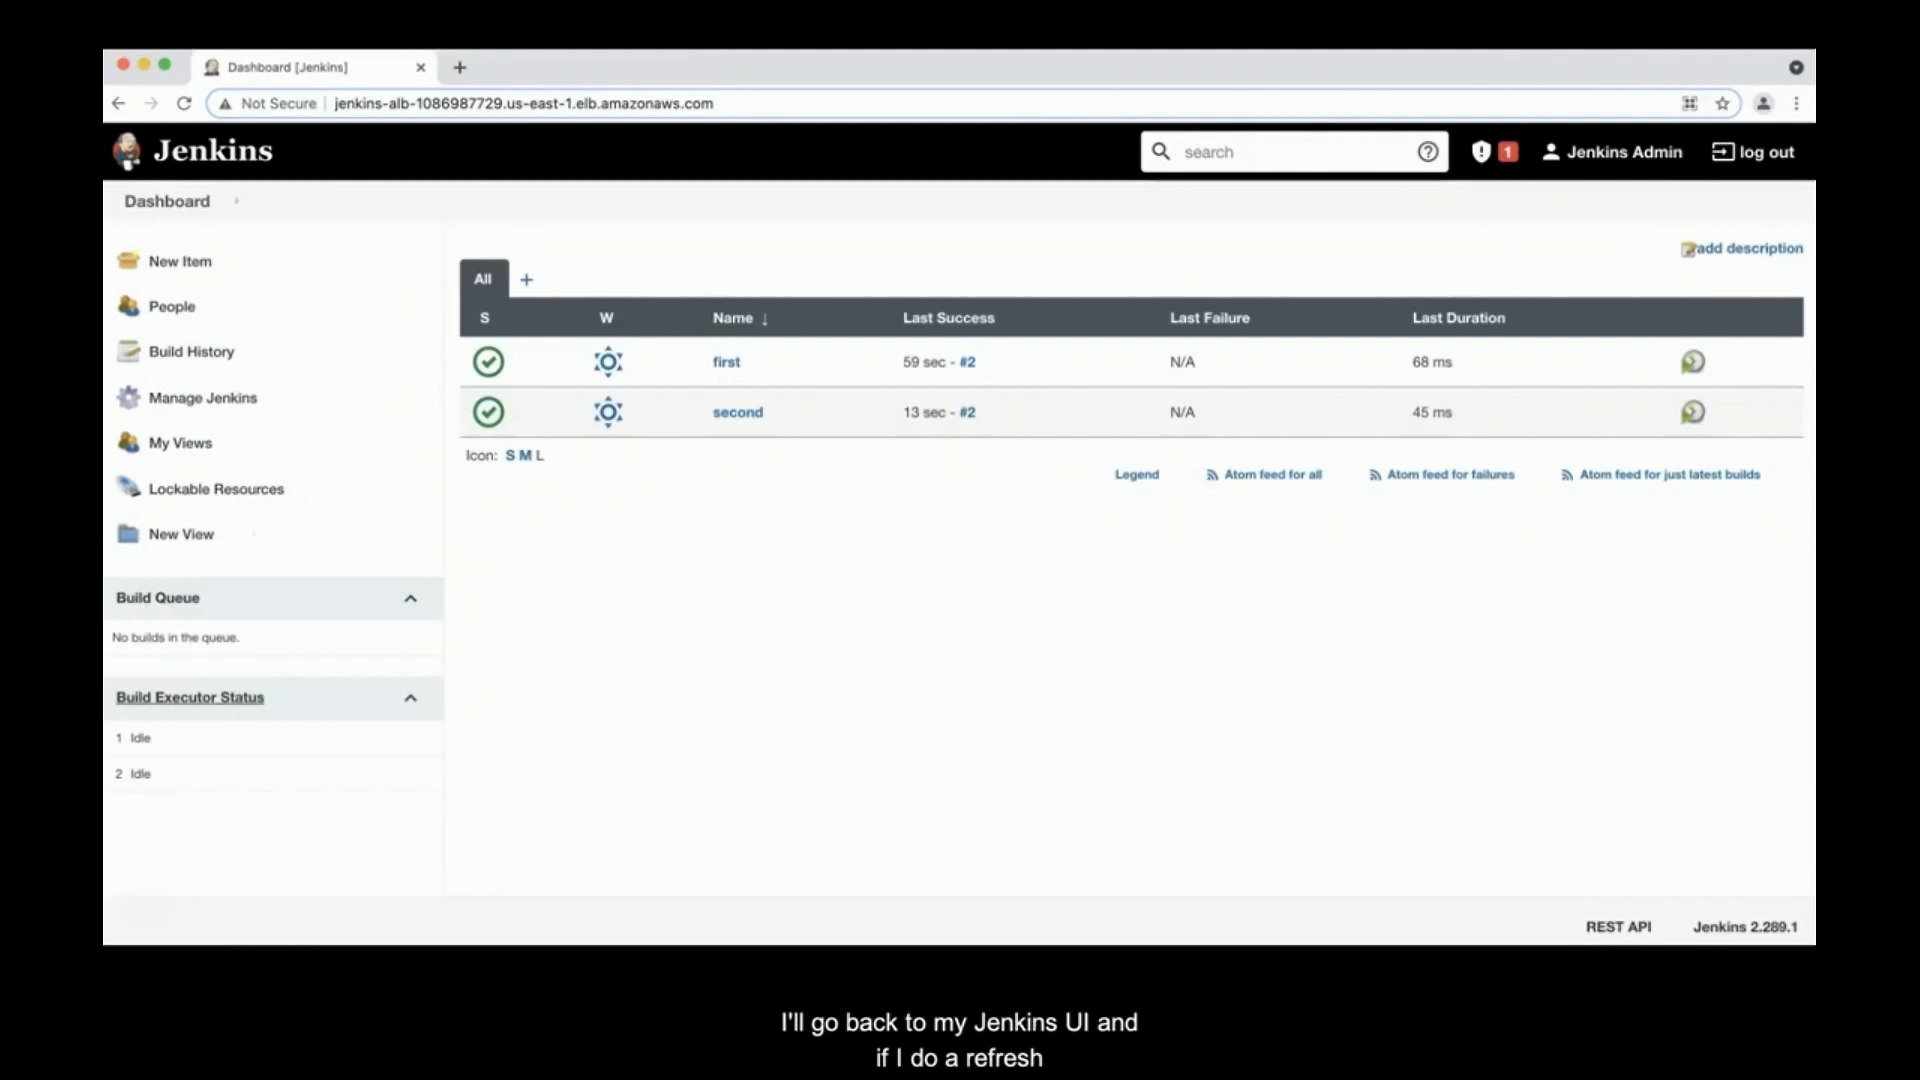 Dashboard [Jenkins]
Not Secure | jenkins-alb-1086987729.us-east-1.elb.amazonaws.com
Jenkins
search
1
Jenkins Admin
log out
Dashboard
New Item
People
Build History
Manage Jenkins
My Views
Lockable Resources
New View
Build Queue
No builds in the queue.
Build Executor Status
1 Idle
2 Idle
add description
All +
S W Name ↓ Last Success Last Failure Last Duration
first 59 sec - #2 N/A 68 ms
second 13 sec - #2 N/A 45 ms
Icon: S M L
Legend Atom feed for all Atom feed for failures Atom feed for just latest builds
REST API Jenkins 2.289.1
I'll go back to my Jenkins UI and
if I do a refresh